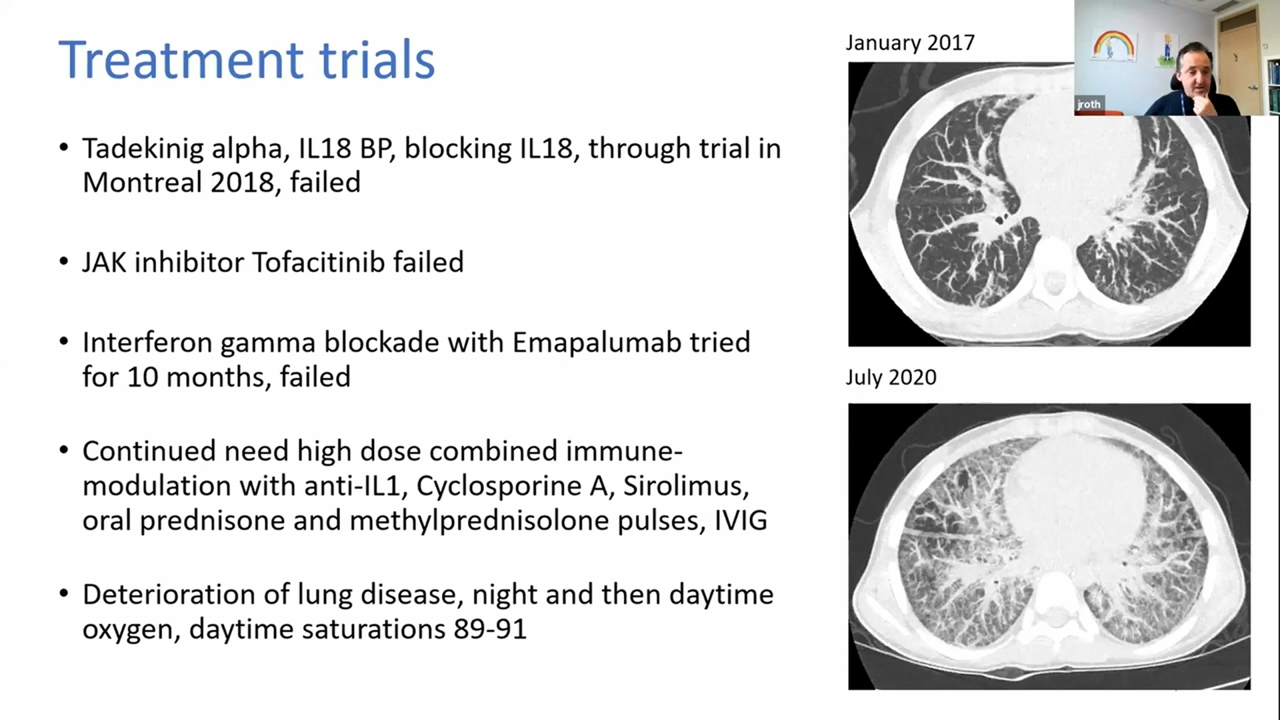 Treatment trials
• Tadekinig alpha, IL18 BP, blocking IL18, through trial in
Montreal 2018, failed
• JAK inhibitor Tofacitinib failed
• Interferon gamma blockade with Emapalumab tried
for 10 months, failed
• Continued need high dose combined immune-
modulation with anti-IL1, Cyclosporine A, Sirolimus,
oral prednisone and methylprednisolone pulses, IVIG
• Deterioration of lung disease, night and then daytime
oxygen, daytime saturations 89-91
January 2017
jroth
July 2020